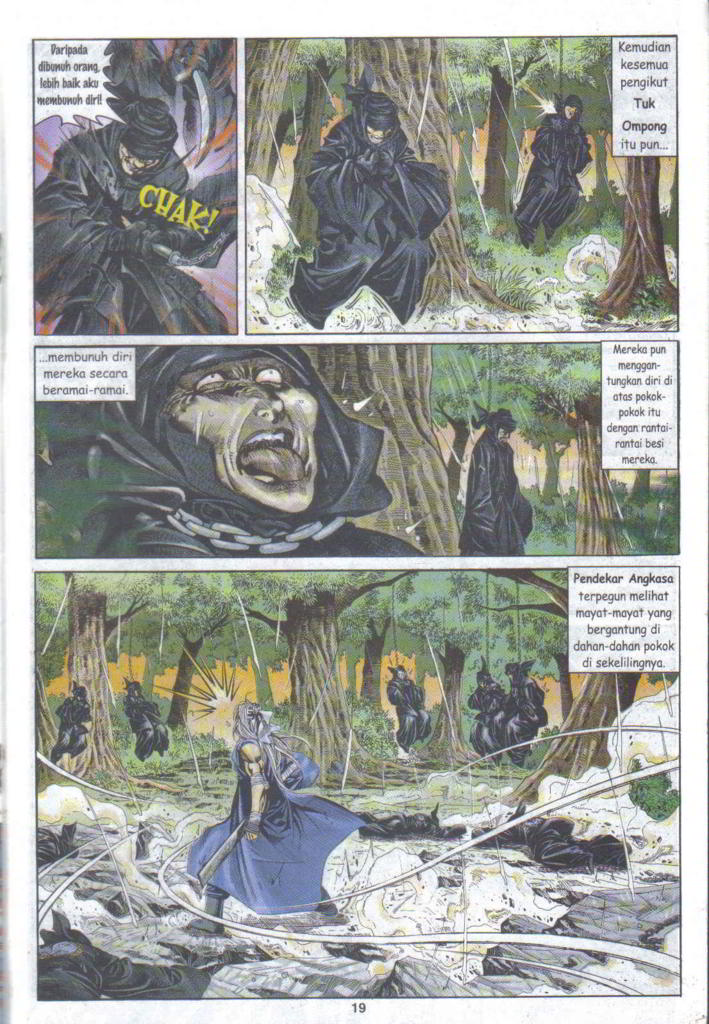 Daripada
dibunuh orang,
lebih baik aku
membunuh diri!
CHAK!
Kemudian
kesemua
pengikut
Tuk
Ompong
itu pun...
...membunuh diri
mereka secara
beramai-ramai.
Mereka pun
menggan-
tungkan diri di
atas pokok-
pokok itu
dengan rantai-
rantai besi
mereka.
Pendekar Angkasa
terpegun melihat
mayat-mayat yang
bergantung di
dahan-dahan pokok
di sekelilingnya.
19